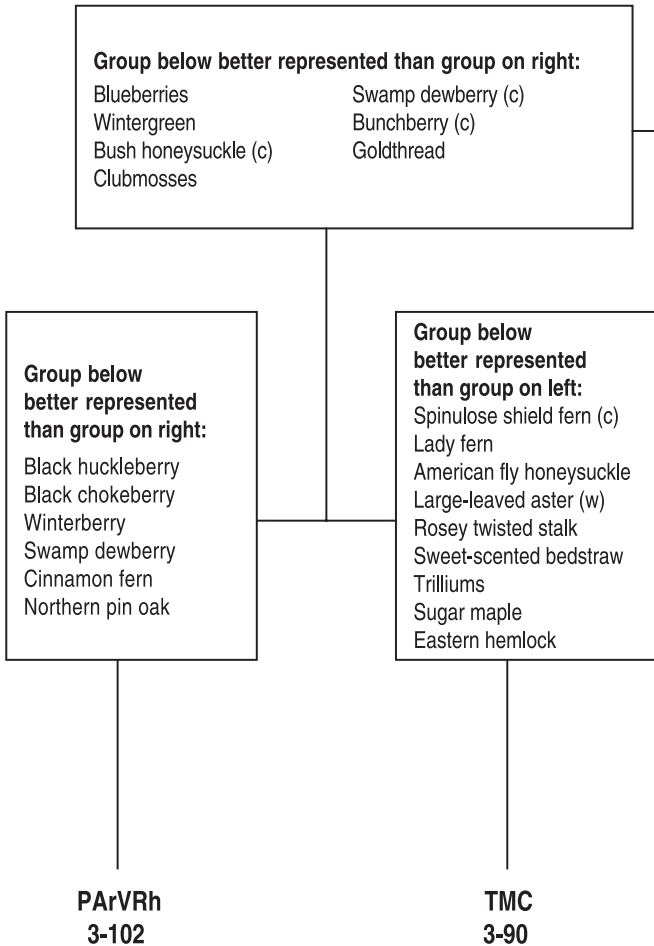 Group below better represented than group on right:
Blueberries
Wintergreen
Bush honeysuckle (c)
Clubmosses
Swamp dewberry (c)
Bunchberry (c)
Goldthread
Group below
better represented
than group on right:
Black huckleberry
Black chokeberry
Winterberry
Swamp dewberry
Cinnamon fern
Northern pin oak
Group below
better represented
than group on left:
Spinulose shield fern (c)
Lady fern
American fly honeysuckle
Large-leaved aster (w)
Rosey twisted stalk
Sweet-scented bedstraw
Trilliums
Sugar maple
Eastern hemlock
PArVRh
3-102
TMC
3-90